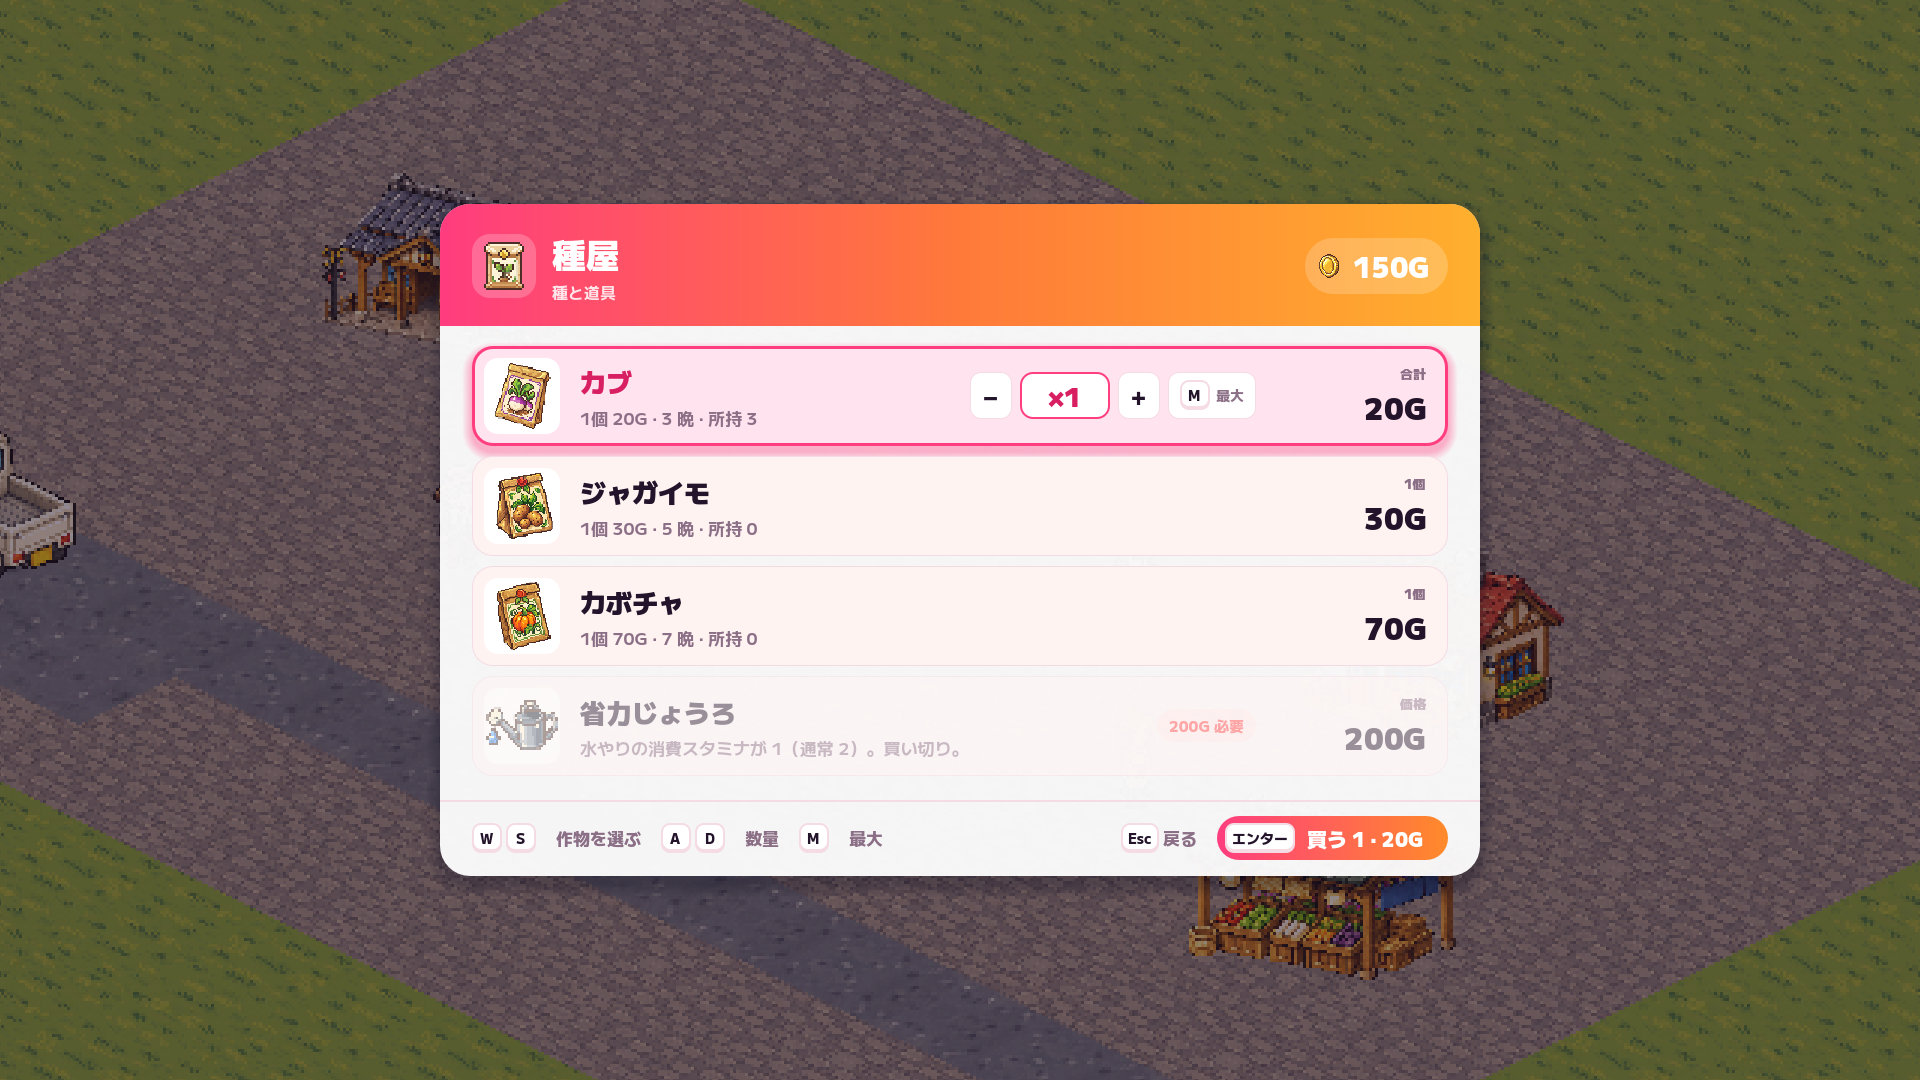 種屋
種と道具
150G
カブ
1個 20G · 3 晩 · 所持 3
− ×1 + M 最大
合計
20G
ジャガイモ
1個 30G · 5 晩 · 所持 0
1個
30G
カボチャ
1個 70G · 7 晩 · 所持 0
1個
70G
省力じょうろ
水やりの消費スタミナが 1（通常 2）。買い切り。
200G 必要
価格
200G
W S 作物を選ぶ A D 数量 M 最大
Esc 戻る エンター 買う 1 · 20G